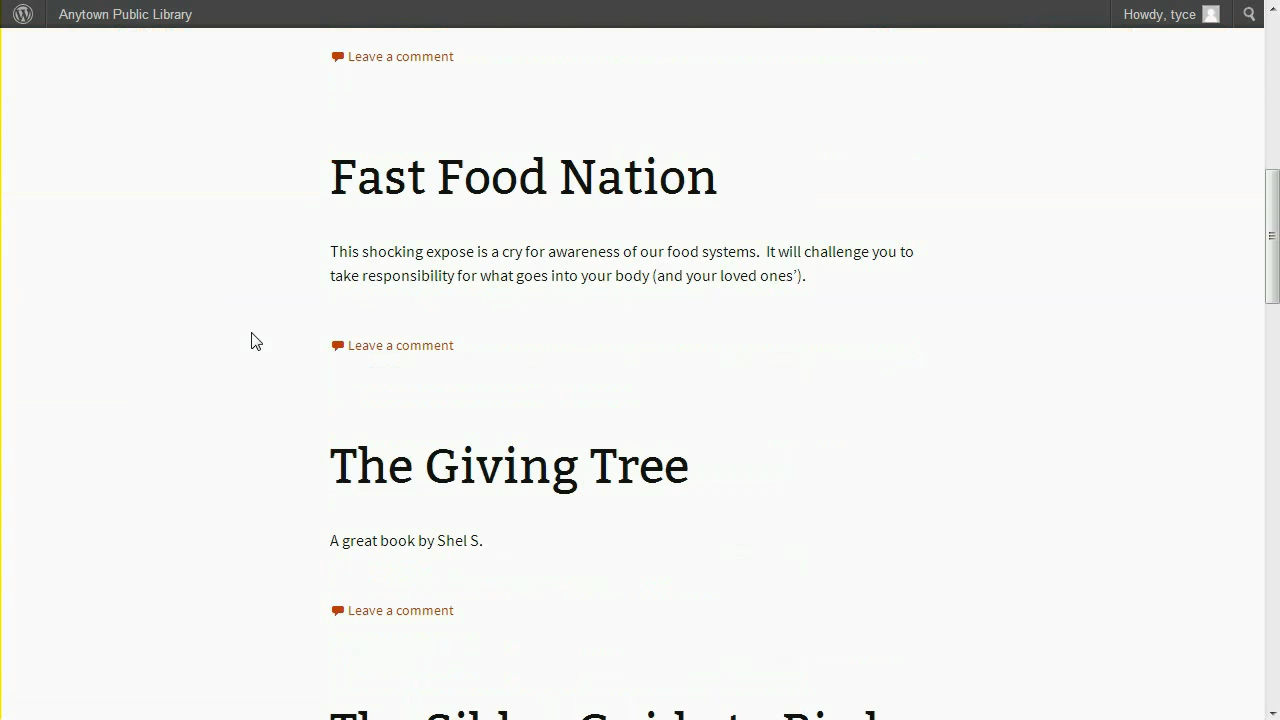 Anytown Public Library
Howdy, tyce
Leave a comment
Fast Food Nation
This shocking expose is a cry for awareness of our food systems.  It will challenge you to
take responsibility for what goes into your body (and your loved ones’).
Leave a comment
The Giving Tree
A great book by Shel S.
Leave a comment